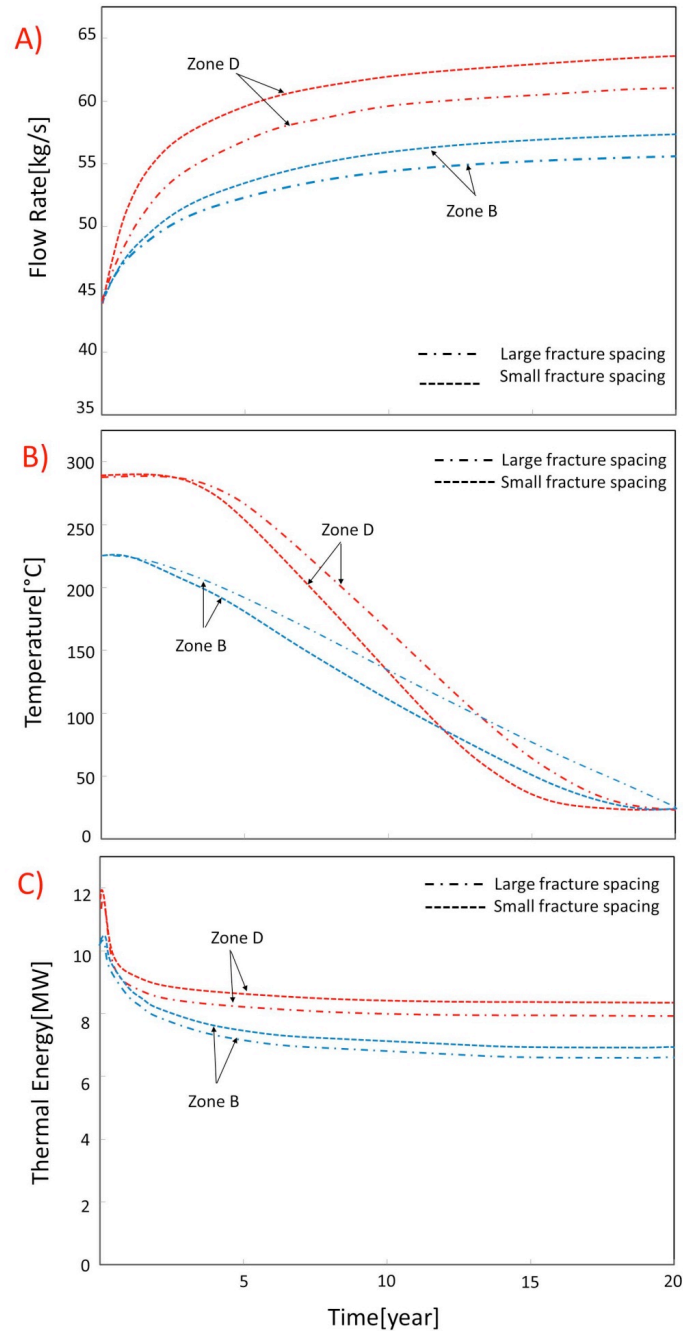 A)
65
60
55
50
45
40
35
Flow Rate[kg/s]
Zone D
Zone B
Large fracture spacing
Small fracture spacing
B)
300
250
200
150
100
50
0
Temperature[°C]
Large fracture spacing
Small fracture spacing
Zone D
Zone B
C)
12
10
8
6
4
2
0
Thermal Energy[MW]
Large fracture spacing
Small fracture spacing
Zone D
Zone B
5
10
15
20
Time[year]